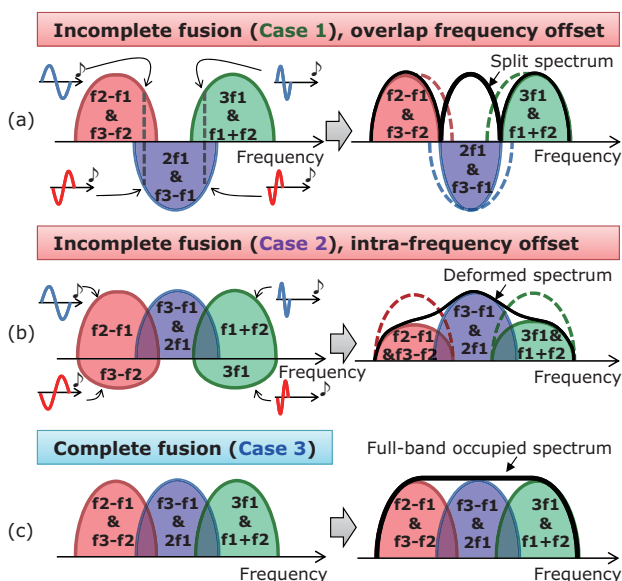 Incomplete fusion (Case 1), overlap frequency offset
(a)
f2-f1
&
f3-f2
3f1
&
f1+f2
2f1
&
f3-f1
Frequency
Split spectrum
f2-f1
&
f3-f2
3f1
&
f1+f2
2f1
&
f3-f1
Frequency
Incomplete fusion (Case 2), intra-frequency offset
(b)
f2-f1
f3-f1
&
2f1
f1+f2
f3-f2
3f1
Frequency
Deformed spectrum
f2-f1
&f3-f2
f3-f1
&
2f1
3f1&
f1+f2
Frequency
Complete fusion (Case 3)
(c)
f2-f1
&
f3-f2
f3-f1
&
2f1
3f1
&
f1+f2
Frequency
Full-band occupied spectrum
f2-f1
&
f3-f2
f3-f1
&
2f1
3f1
&
f1+f2
Frequency